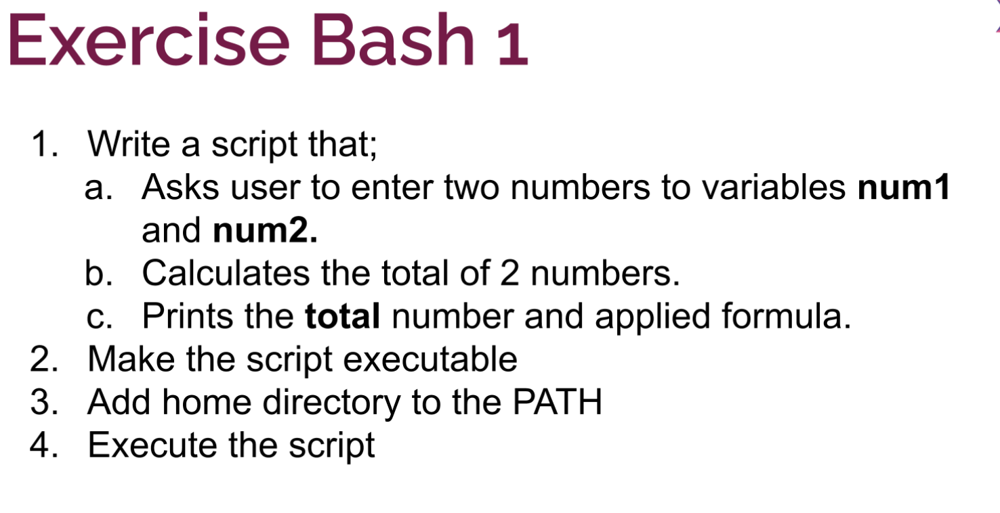 Exercise Bash 1
1. Write a script that;
a. Asks user to enter two numbers to variables num1
and num2.
b. Calculates the total of 2 numbers.
c. Prints the total number and applied formula.
2. Make the script executable
3. Add home directory to the PATH
4. Execute the script